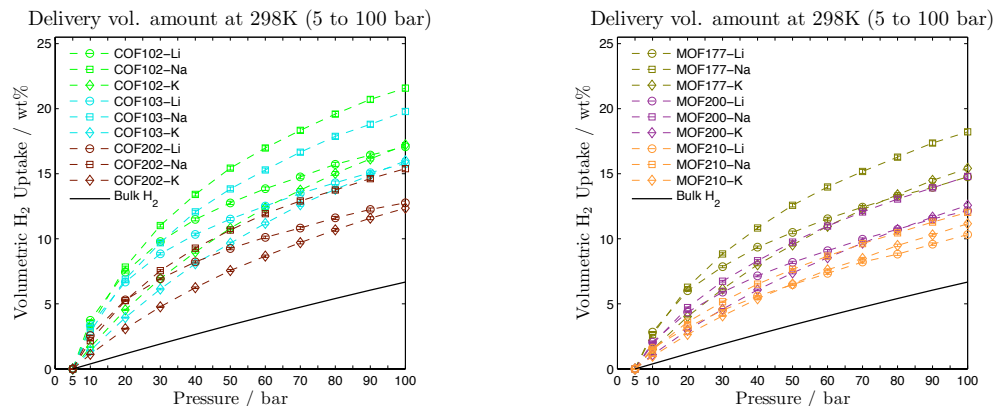 Delivery vol. amount at 298K (5 to 100 bar)
25
20
15
10
5
0
Volumetric H2 Uptake / wt%
COF102−Li
COF102−Na
COF102−K
COF103−Li
COF103−Na
COF103−K
COF202−Li
COF202−Na
COF202−K
Bulk H2
0 5 10 20 30 40 50 60 70 80 90 100
Pressure / bar
Delivery vol. amount at 298K (5 to 100 bar)
25
20
15
10
5
0
Volumetric H2 Uptake / wt%
MOF177−Li
MOF177−Na
MOF177−K
MOF200−Li
MOF200−Na
MOF200−K
MOF210−Li
MOF210−Na
MOF210−K
Bulk H2
0 5 10 20 30 40 50 60 70 80 90 100
Pressure / bar